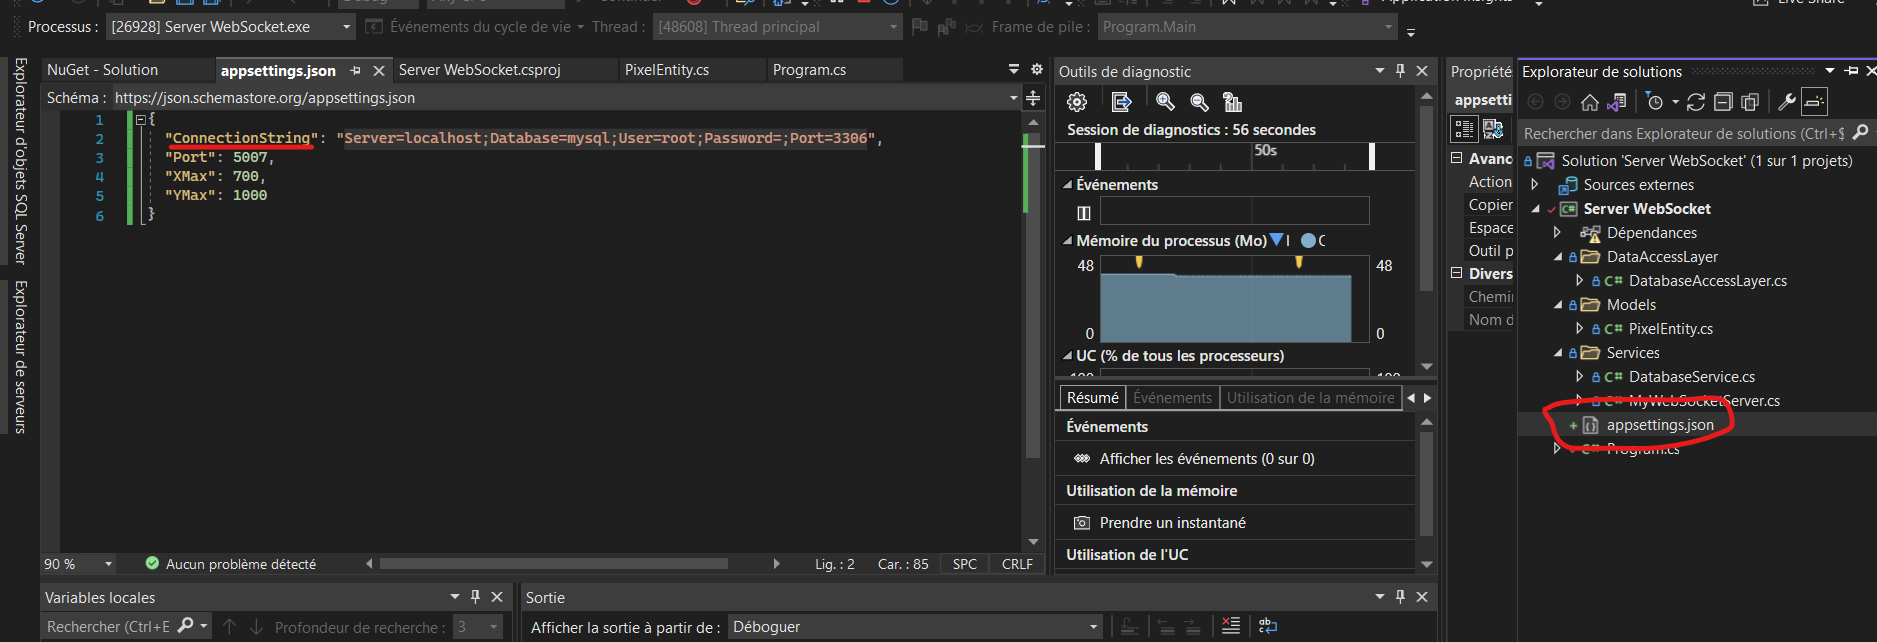 Processus : [26928] Server WebSocket.exe Événements du cycle de vie Thread : [48608] Thread principal Frame de pile : Program.Main
Explorateur d'objets SQL Server
Explorateur de serveurs
NuGet - Solution appsettings.json Server WebSocket.csproj PixelEntity.cs Program.cs
Schéma : https://json.schemastore.org/appsettings.json
1 {
2 "ConnectionString": "Server=localhost;Database=mysql;User=root;Password=;Port=3306",
3 "Port": 5007,
4 "XMax": 700,
5 "YMax": 1000
6 }
90 % Aucun problème détecté Lig. : 2 Car. : 85 SPC CRLF
Variables locales
Rechercher (Ctrl+E Profondeur de recherche : 3
Sortie
Afficher la sortie à partir de : Déboguer
Outils de diagnostic
Session de diagnostics : 56 secondes
50s
Événements
Mémoire du processus (Mo) I C
48 48
0 0
UC (% de tous les processeurs)
100 100
Résumé Événements Utilisation de la mémoire
Événements
Afficher les événements (0 sur 0)
Utilisation de la mémoire
Prendre un instantané
Utilisation de l'UC
Propriété
appsetti
Avanc
Action
Copier
Espace
Outil p
Divers
Chemi
Nom d
Explorateur de solutions
Rechercher dans Explorateur de solutions (Ctrl+$
Solution 'Server WebSocket' (1 sur 1 projets)
Sources externes
Server WebSocket
Dépendances
DataAccessLayer
C# DatabaseAccessLayer.cs
Models
C# PixelEntity.cs
Services
C# DatabaseService.cs
C# MyWebSocketServer.cs
appsettings.json
C# Program.cs